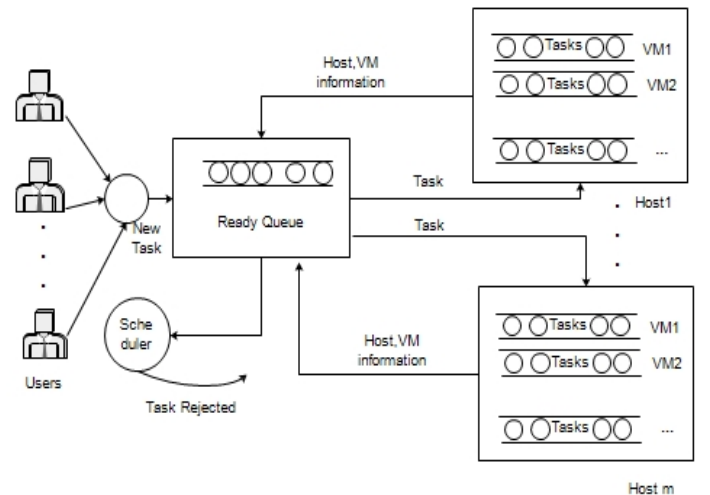 Tasks VM1
Tasks VM2
Tasks ...
Host,VM
information
Task
Host1
Ready Queue
New
Task
Task
Sche
duler
Host,VM
information
Tasks VM1
Tasks VM2
Tasks ...
Users
Task Rejected
Host m